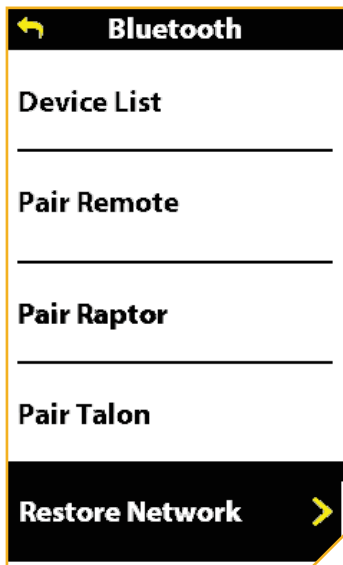 Bluetooth
Device List
Pair Remote
Pair Raptor
Pair Talon
Restore Network